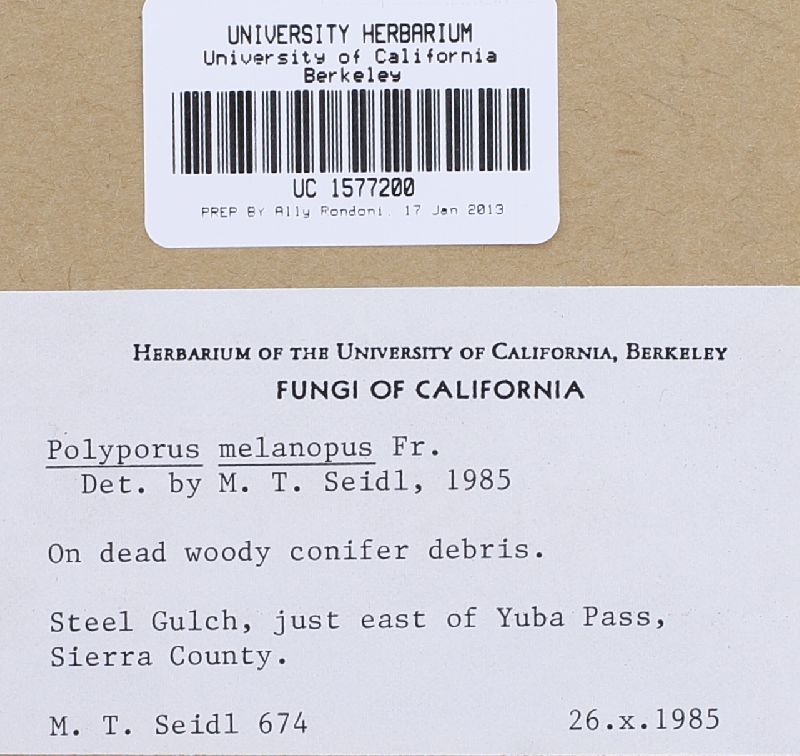 UNIVERSITY HERBARIUM
University of California
Berkeley
UC 1577200
PREP BY Ally Rondoni. 17 Jan 2013
HERBARIUM OF THE UNIVERSITY OF CALIFORNIA, BERKELEY
FUNGI OF CALIFORNIA
Polyporus melanopus Fr.
Det. by M. T. Seidl, 1985
On dead woody conifer debris.
Steel Gulch, just east of Yuba Pass,
Sierra County.
M. T. Seidl 674 26.x.1985